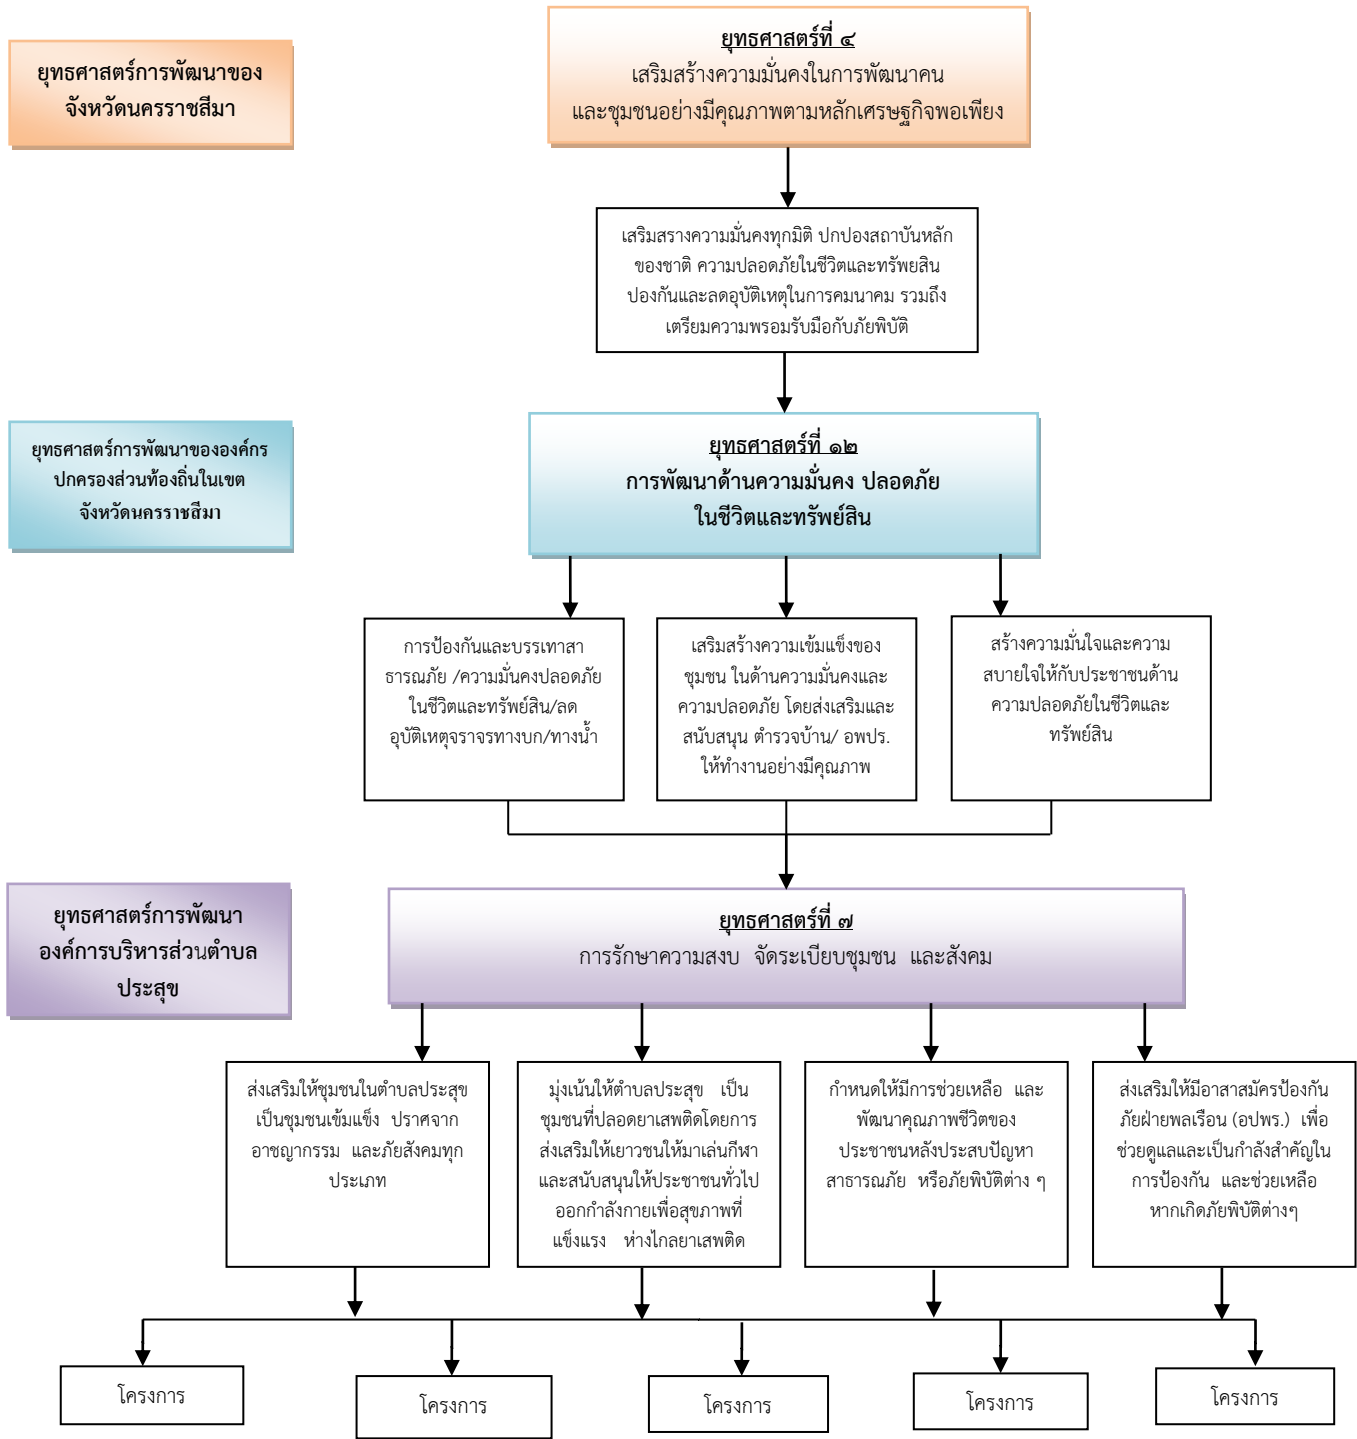 ยุทธศาสตร์การพัฒนาของ
จังหวัดนครราชสีมา
ยุทธศาสตร์ที่ ๔
เสริมสร้างความมั่นคงในการพัฒนาคน
และชุมชนอย่างมีคุณภาพตามหลักเศรษฐกิจพอเพียง
เสริมสรางความมั่นคงทุกมิติ ปกปองสถาบันหลัก
ของชาติ ความปลอดภัยในชีวิตและทรัพยสิน
ปองกันและลดอุบัติเหตุในการคมนาคม รวมถึง
เตรียมความพรอมรับมือกับภัยพิบัติ
ยุทธศาสตร์การพัฒนาขององค์กร
ปกครองส่วนท้องถิ่นในเขต
จังหวัดนครราชสีมา
ยุทธศาสตร์ที่ ๑๒
การพัฒนาด้านความมั่นคง ปลอดภัย
ในชีวิตและทรัพย์สิน
การป้องกันและบรรเทาสา
ธารณภัย /ความมั่นคงปลอดภัย
ในชีวิตและทรัพย์สิน/ลด
อุบัติเหตุจราจรทางบก/ทางน้ำ
เสริมสร้างความเข้มแข็งของ
ชุมชน ในด้านความมั่นคงและ
ความปลอดภัย โดยส่งเสริมและ
สนับสนุน ตำรวจบ้าน/ อพปร.
ให้ทำงานอย่างมีคุณภาพ
สร้างความมั่นใจและความ
สบายใจให้กับประชาชนด้าน
ความปลอดภัยในชีวิตและ
ทรัพย์สิน
ยุทธศาสตร์การพัฒนา
องค์การบริหารส่วนตำบล
ประสุข
ยุทธศาสตร์ที่ ๗
การรักษาความสงบ จัดระเบียบชุมชน และสังคม
ส่งเสริมให้ชุมชนในตำบลประสุข
เป็นชุมชนเข้มแข็ง ปราศจาก
อาชญากรรม และภัยสังคมทุก
ประเภท
มุ่งเน้นให้ตำบลประสุข เป็น
ชุมชนที่ปลอดยาเสพติดโดยการ
ส่งเสริมให้เยาวชนให้มาเล่นกีฬา
และสนับสนุนให้ประชาชนทั่วไป
ออกกำลังกายเพื่อสุขภาพที่
แข็งแรง ห่างไกลยาเสพติด
กำหนดให้มีการช่วยเหลือ และ
พัฒนาคุณภาพชีวิตของ
ประชาชนหลังประสบปัญหา
สาธารณภัย หรือภัยพิบัติต่าง ๆ
ส่งเสริมให้มีอาสาสมัครป้องกัน
ภัยฝ่ายพลเรือน (อปพร.) เพื่อ
ช่วยดูแลและเป็นกำลังสำคัญใน
การป้องกัน และช่วยเหลือ
หากเกิดภัยพิบัติต่างๆ
โครงการ
โครงการ
โครงการ
โครงการ
โครงการ